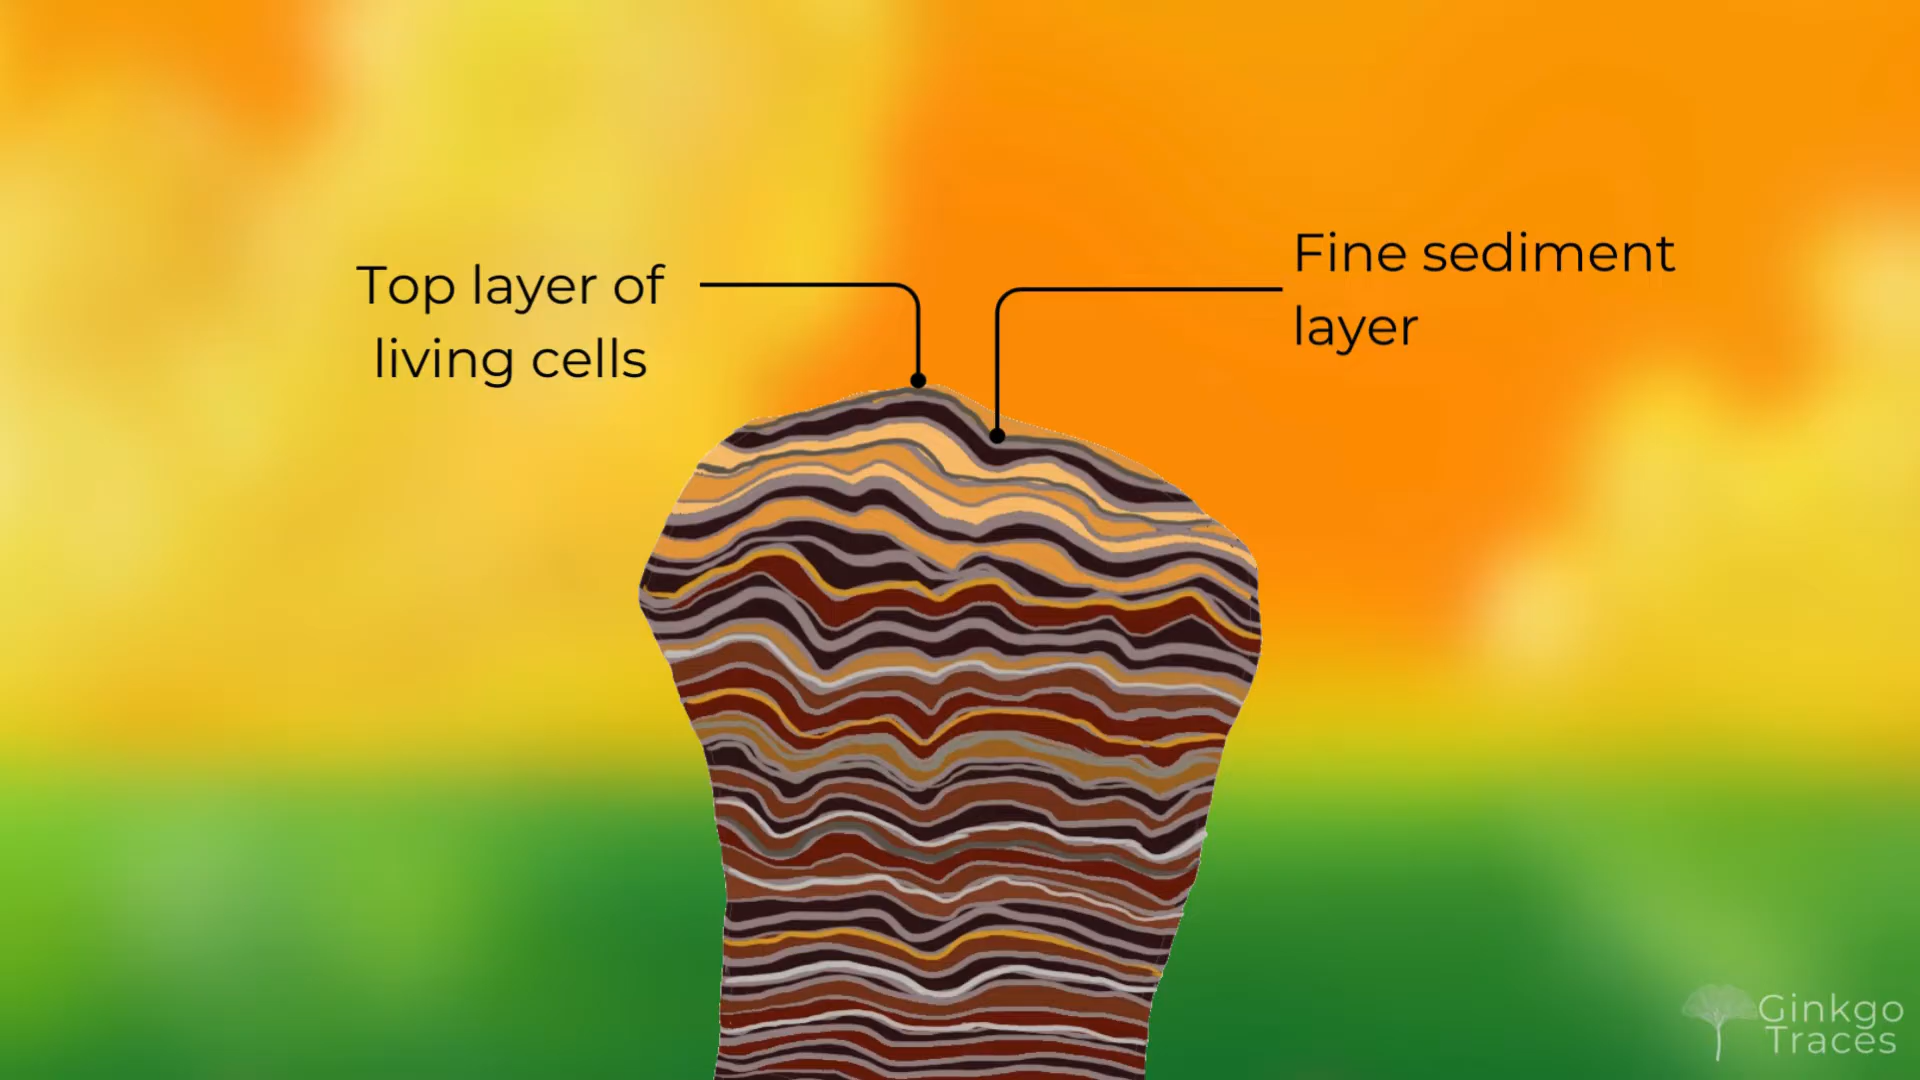 Top layer of
living cells
Fine sediment
layer
Ginkgo
Traces